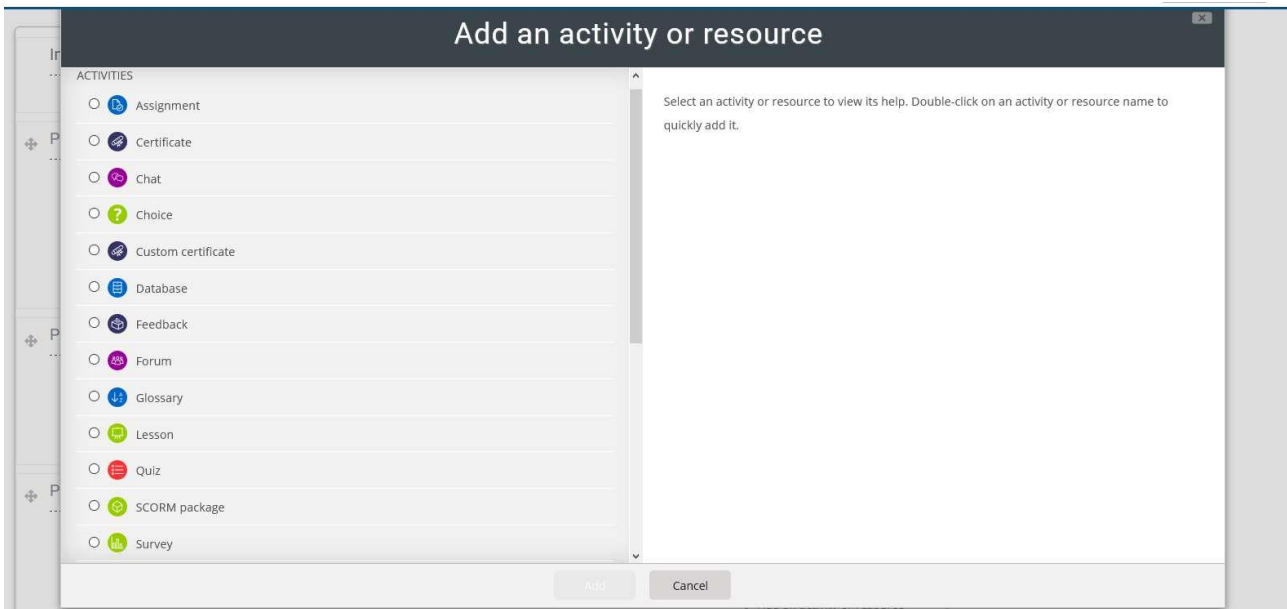 Add an activity or resource
ACTIVITIES
Assignment
Certificate
Chat
Choice
Custom certificate
Database
Feedback
Forum
Glossary
Lesson
Quiz
SCORM package
Survey
Select an activity or resource to view its help. Double-click on an activity or resource name to
quickly add it.
Add
Cancel